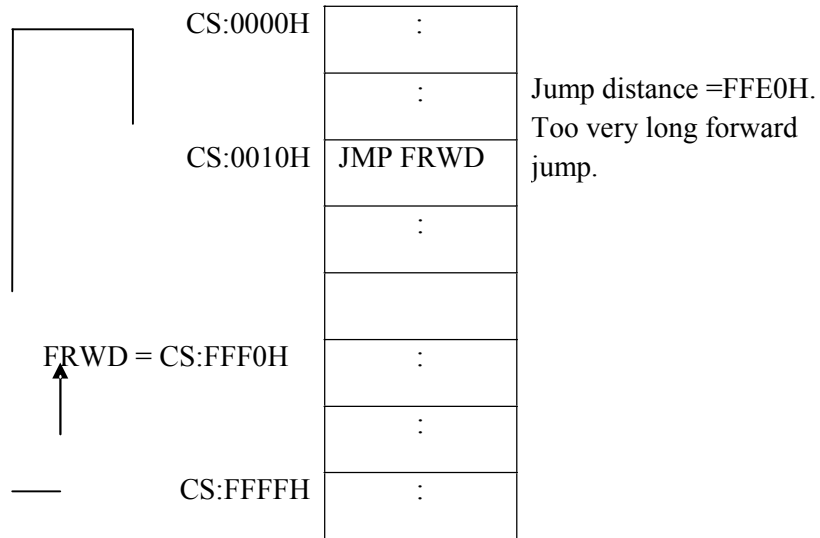 CS:0000H :
: Jump distance =FFE0H.
Too very long forward
CS:0010H JMP FRWD jump.
:
FRWD = CS:FFF0H :
:
CS:FFFFH :